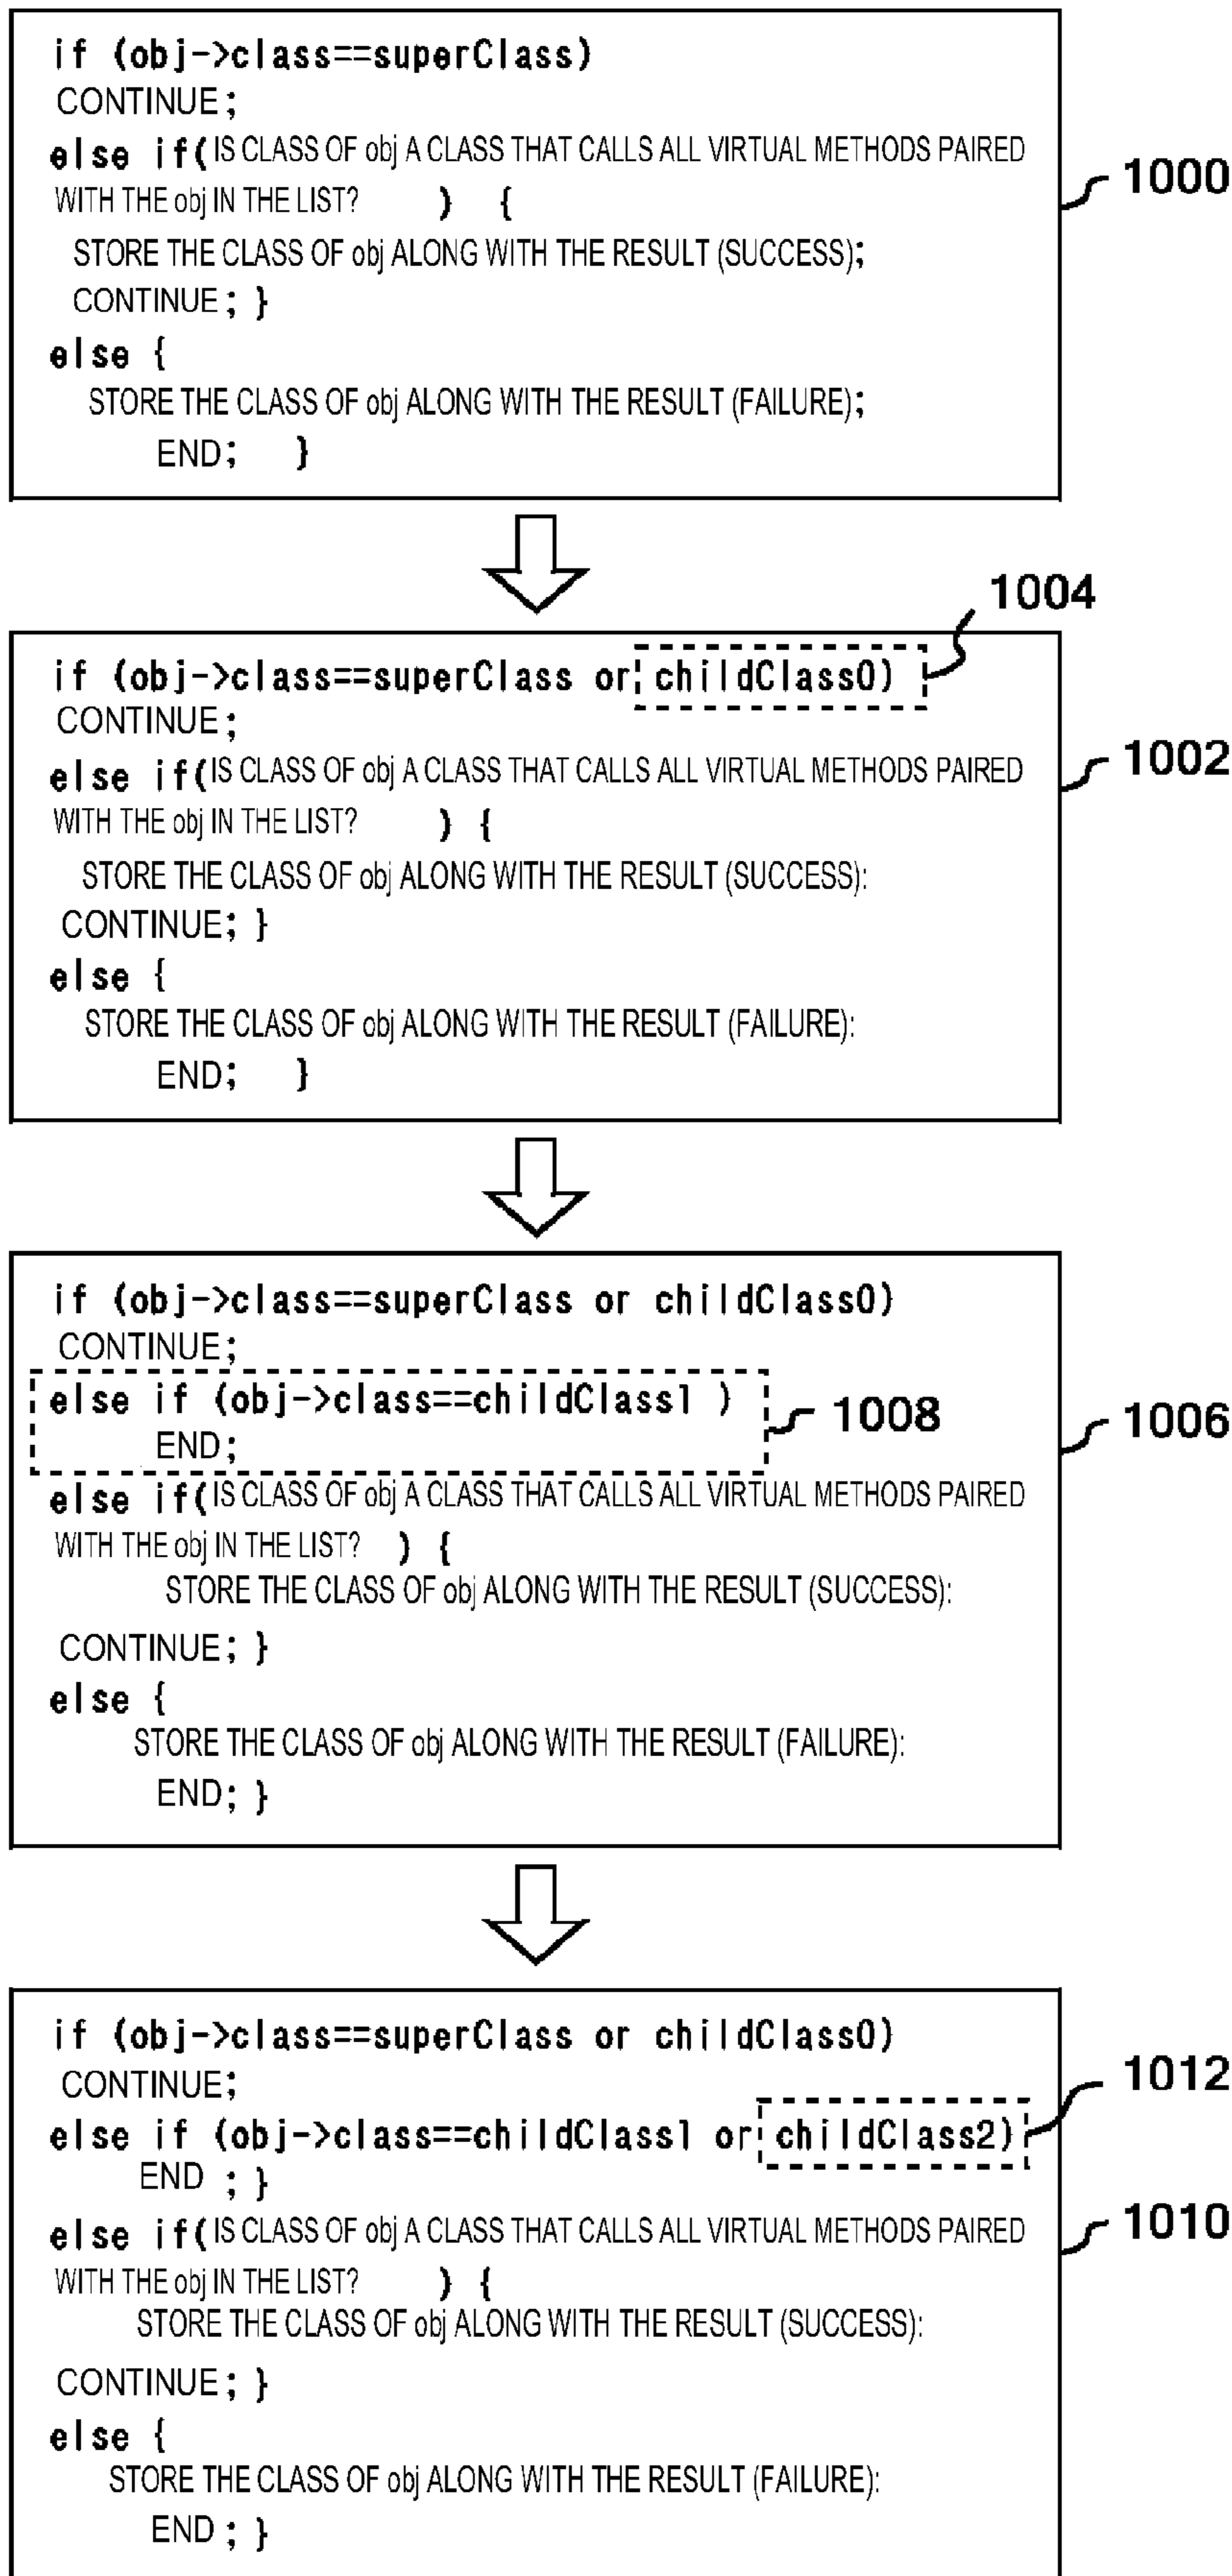 if (obj->class==superClass)
CONTINUE;
else if(IS CLASS OF obj A CLASS THAT CALLS ALL VIRTUAL METHODS PAIRED
WITH THE obj IN THE LIST? ) {
STORE THE CLASS OF obj ALONG WITH THE RESULT (SUCCESS);
CONTINUE; }
else {
STORE THE CLASS OF obj ALONG WITH THE RESULT (FAILURE);
END; }
1000
1004
if (obj->class==superClass or childClass0)
CONTINUE;
else if(IS CLASS OF obj A CLASS THAT CALLS ALL VIRTUAL METHODS PAIRED
WITH THE obj IN THE LIST? ) {
STORE THE CLASS OF obj ALONG WITH THE RESULT (SUCCESS):
CONTINUE; }
else {
STORE THE CLASS OF obj ALONG WITH THE RESULT (FAILURE):
END; }
1002
if (obj->class==superClass or childClass0)
CONTINUE;
else if (obj->class==childClass1 )
END;
1008
1006
else if(IS CLASS OF obj A CLASS THAT CALLS ALL VIRTUAL METHODS PAIRED
WITH THE obj IN THE LIST? ) {
STORE THE CLASS OF obj ALONG WITH THE RESULT (SUCCESS):
CONTINUE; }
else {
STORE THE CLASS OF obj ALONG WITH THE RESULT (FAILURE):
END; }
if (obj->class==superClass or childClass0)
CONTINUE;
1012
else if (obj->class==childClass1 or childClass2)
END ; }
else if(IS CLASS OF obj A CLASS THAT CALLS ALL VIRTUAL METHODS PAIRED
1010
WITH THE obj IN THE LIST? ) {
STORE THE CLASS OF obj ALONG WITH THE RESULT (SUCCESS):
CONTINUE; }
else {
STORE THE CLASS OF obj ALONG WITH THE RESULT (FAILURE):
END ; }